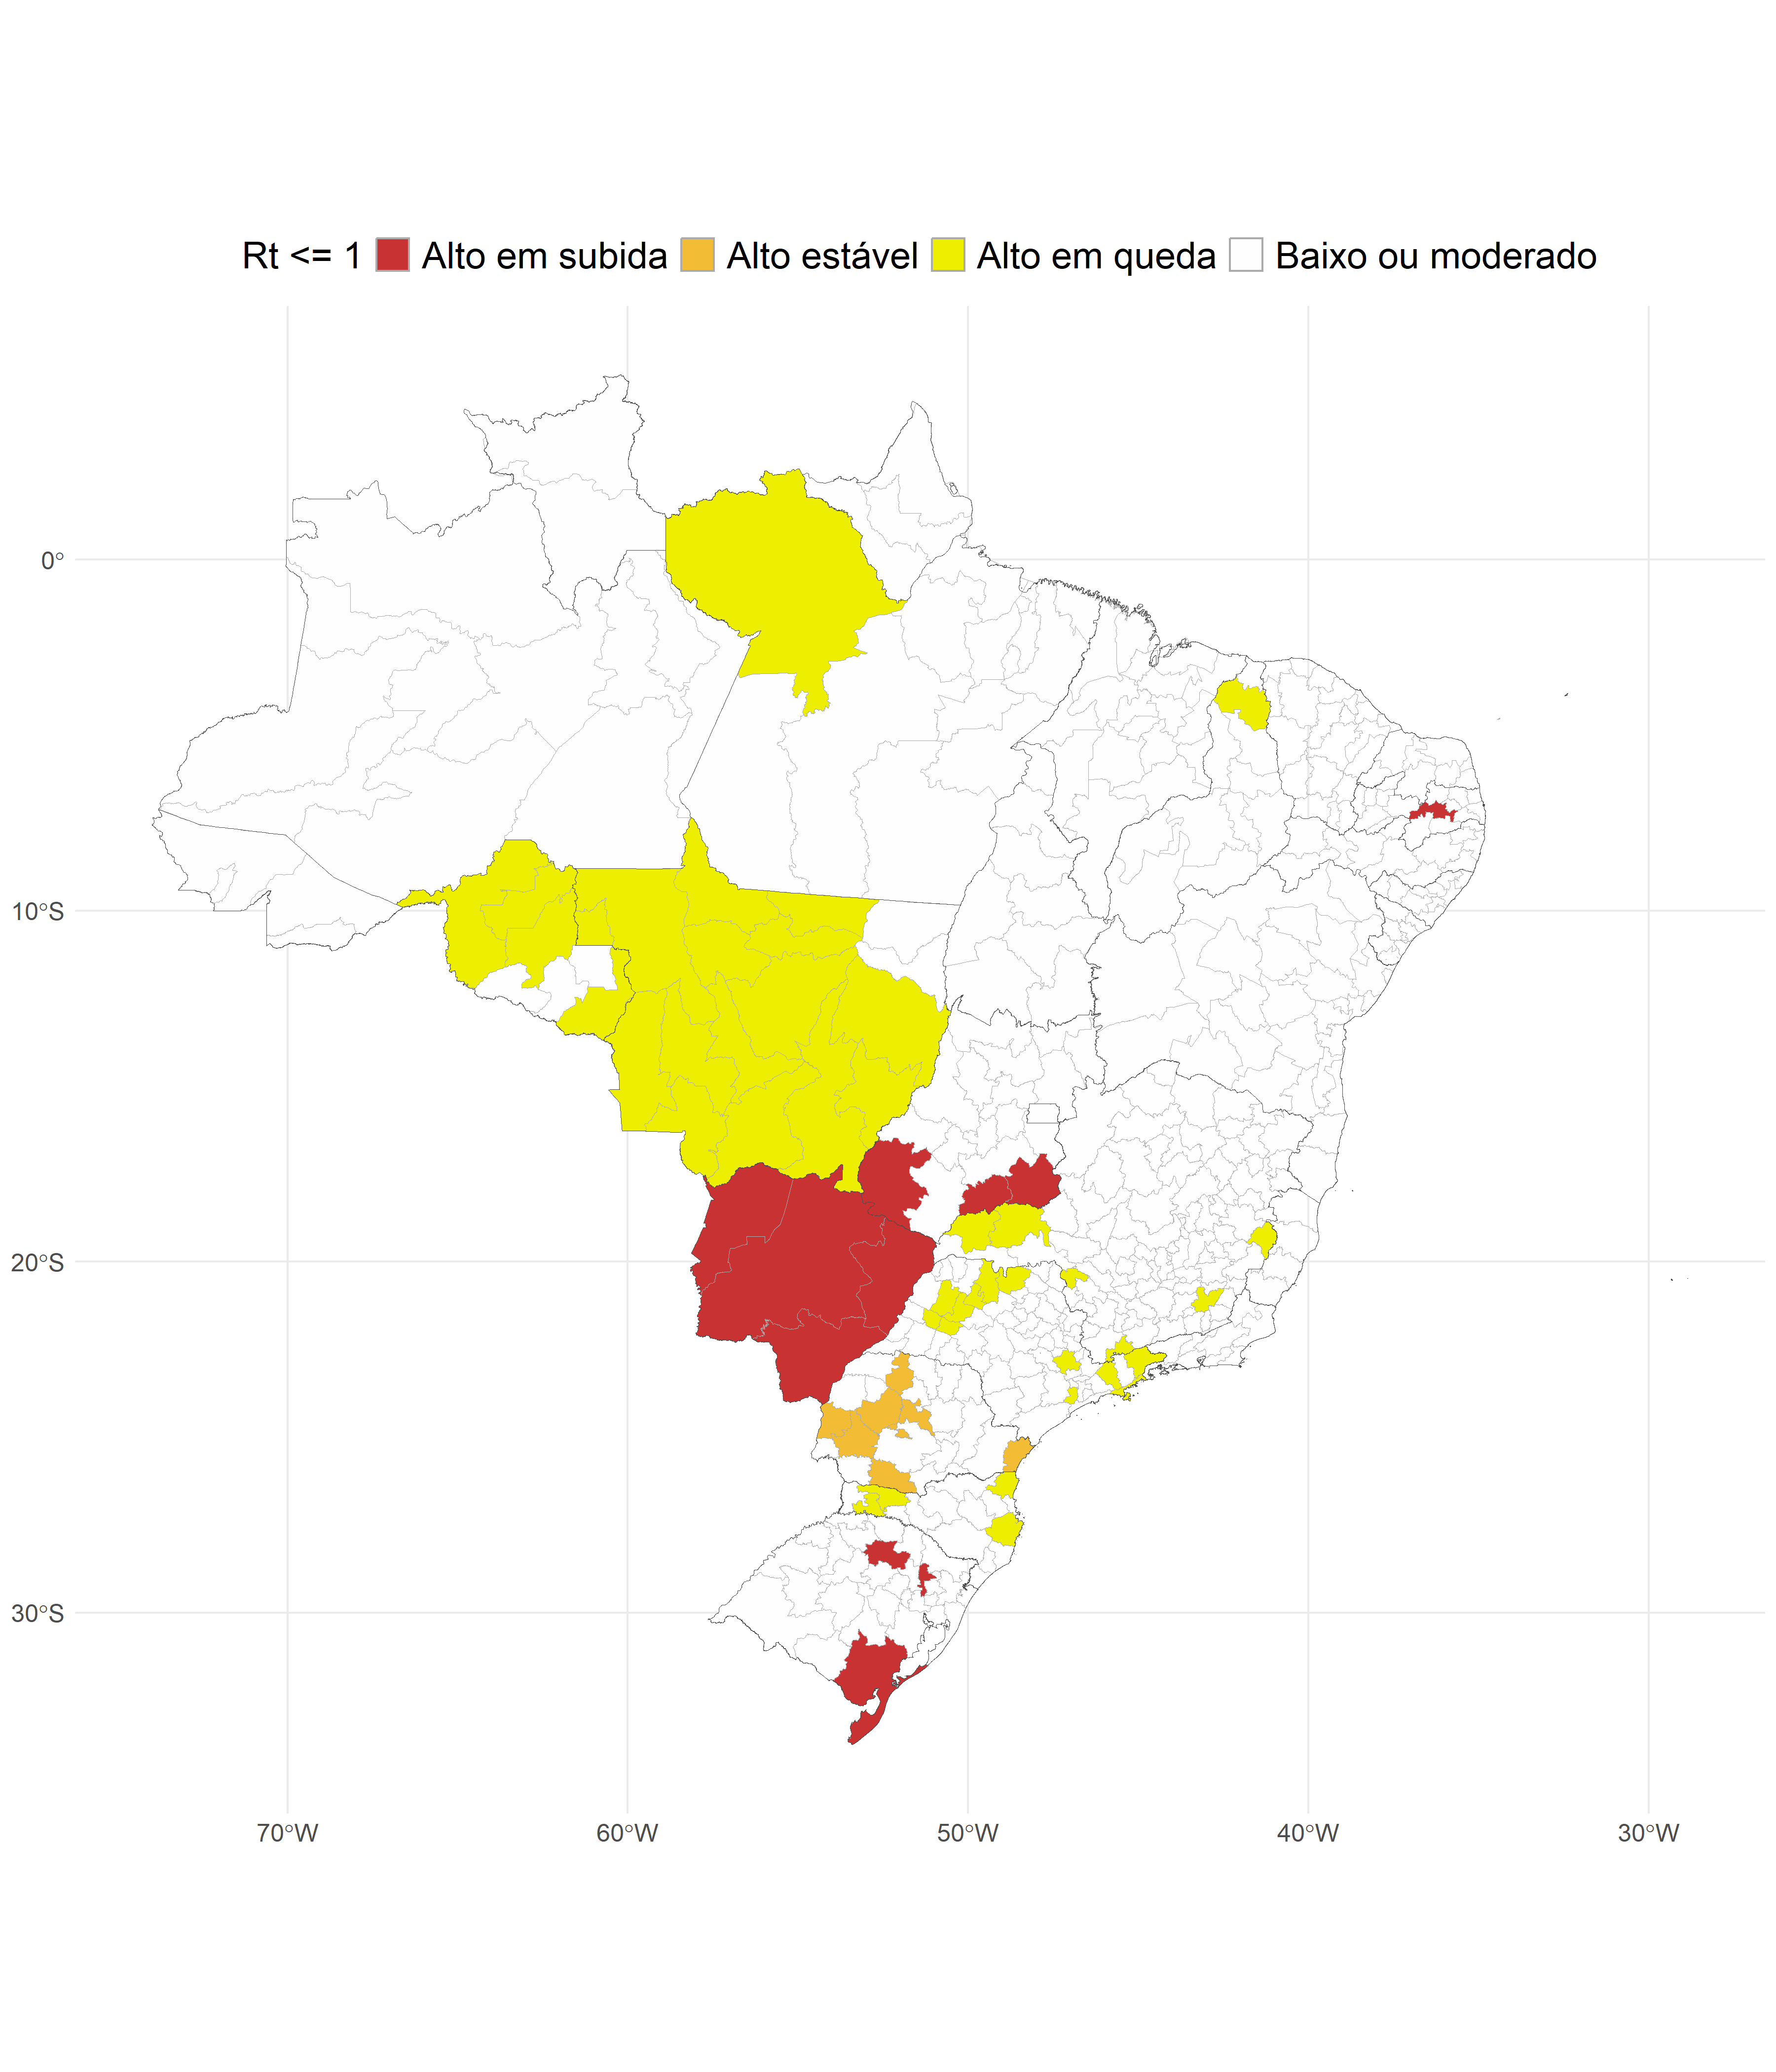 Rt <= 1 Alto em subida Alto estável Alto em queda Baixo ou moderado
0°
10°S
20°S
30°S
70°W 60°W 50°W 40°W 30°W